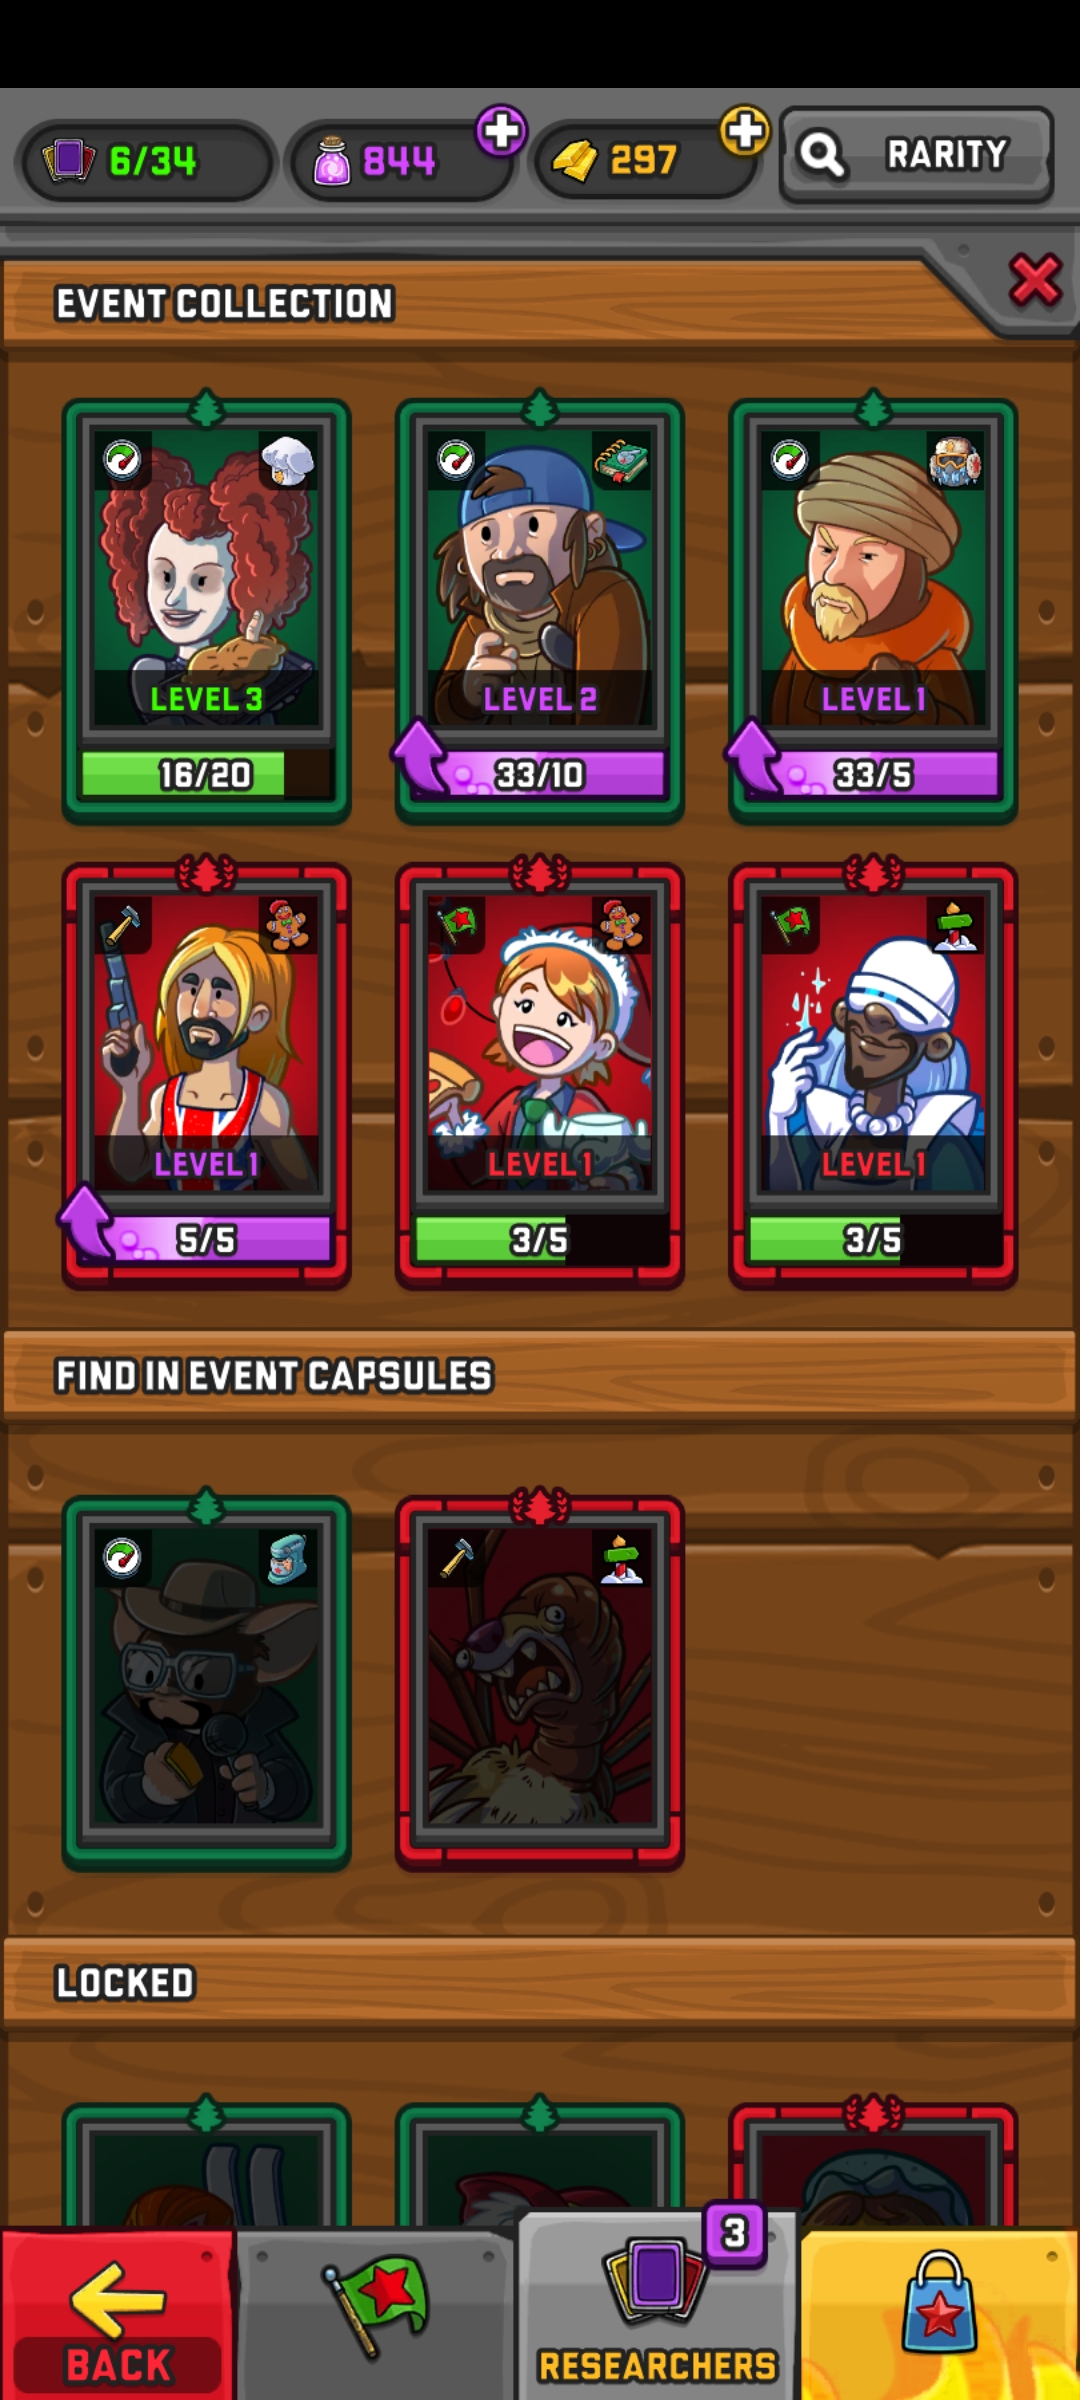 6/34 844 297 RARITY
EVENT COLLECTION
LEVEL 3 LEVEL 2 LEVEL 1
16/20 33/10 33/5
LEVEL 1 LEVEL 1 LEVEL 1
5/5 3/5 3/5
FIND IN EVENT CAPSULES
LOCKED
3
BACK RESEARCHERS